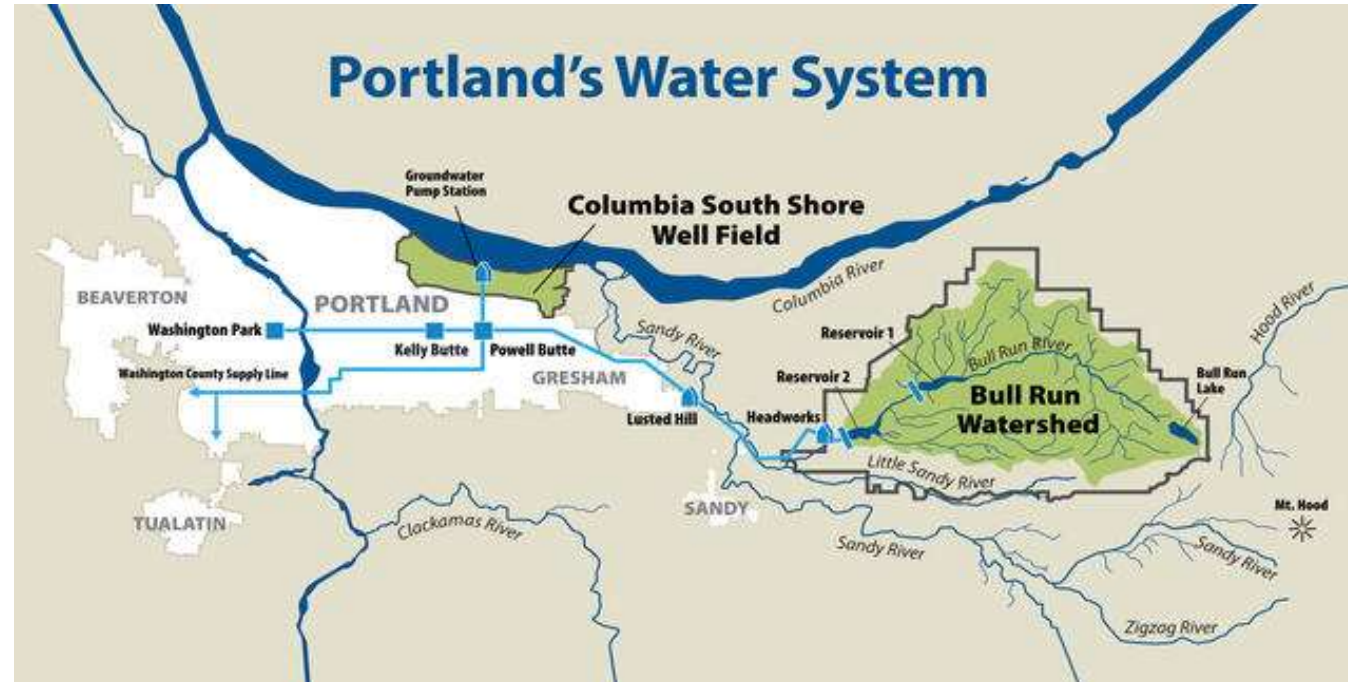 Portland's Water System
Groundwater
Pump Station
Columbia South Shore
Well Field
Columbia River
Hood River
BEAVERTON
PORTLAND
Washington Park
Kelly Butte
Powell Butte
Sandy River
Reservoir 1
Bull Run River
Washington County Supply Line
GRESHAM
Reservoir 2
Bull Run
Lake
Bull Run
Watershed
Lusted Hill
Headworks
Little Sandy River
TUALATIN
Clackamas River
SANDY
Sandy River
Mt. Hood
Sandy River
Zigzag River